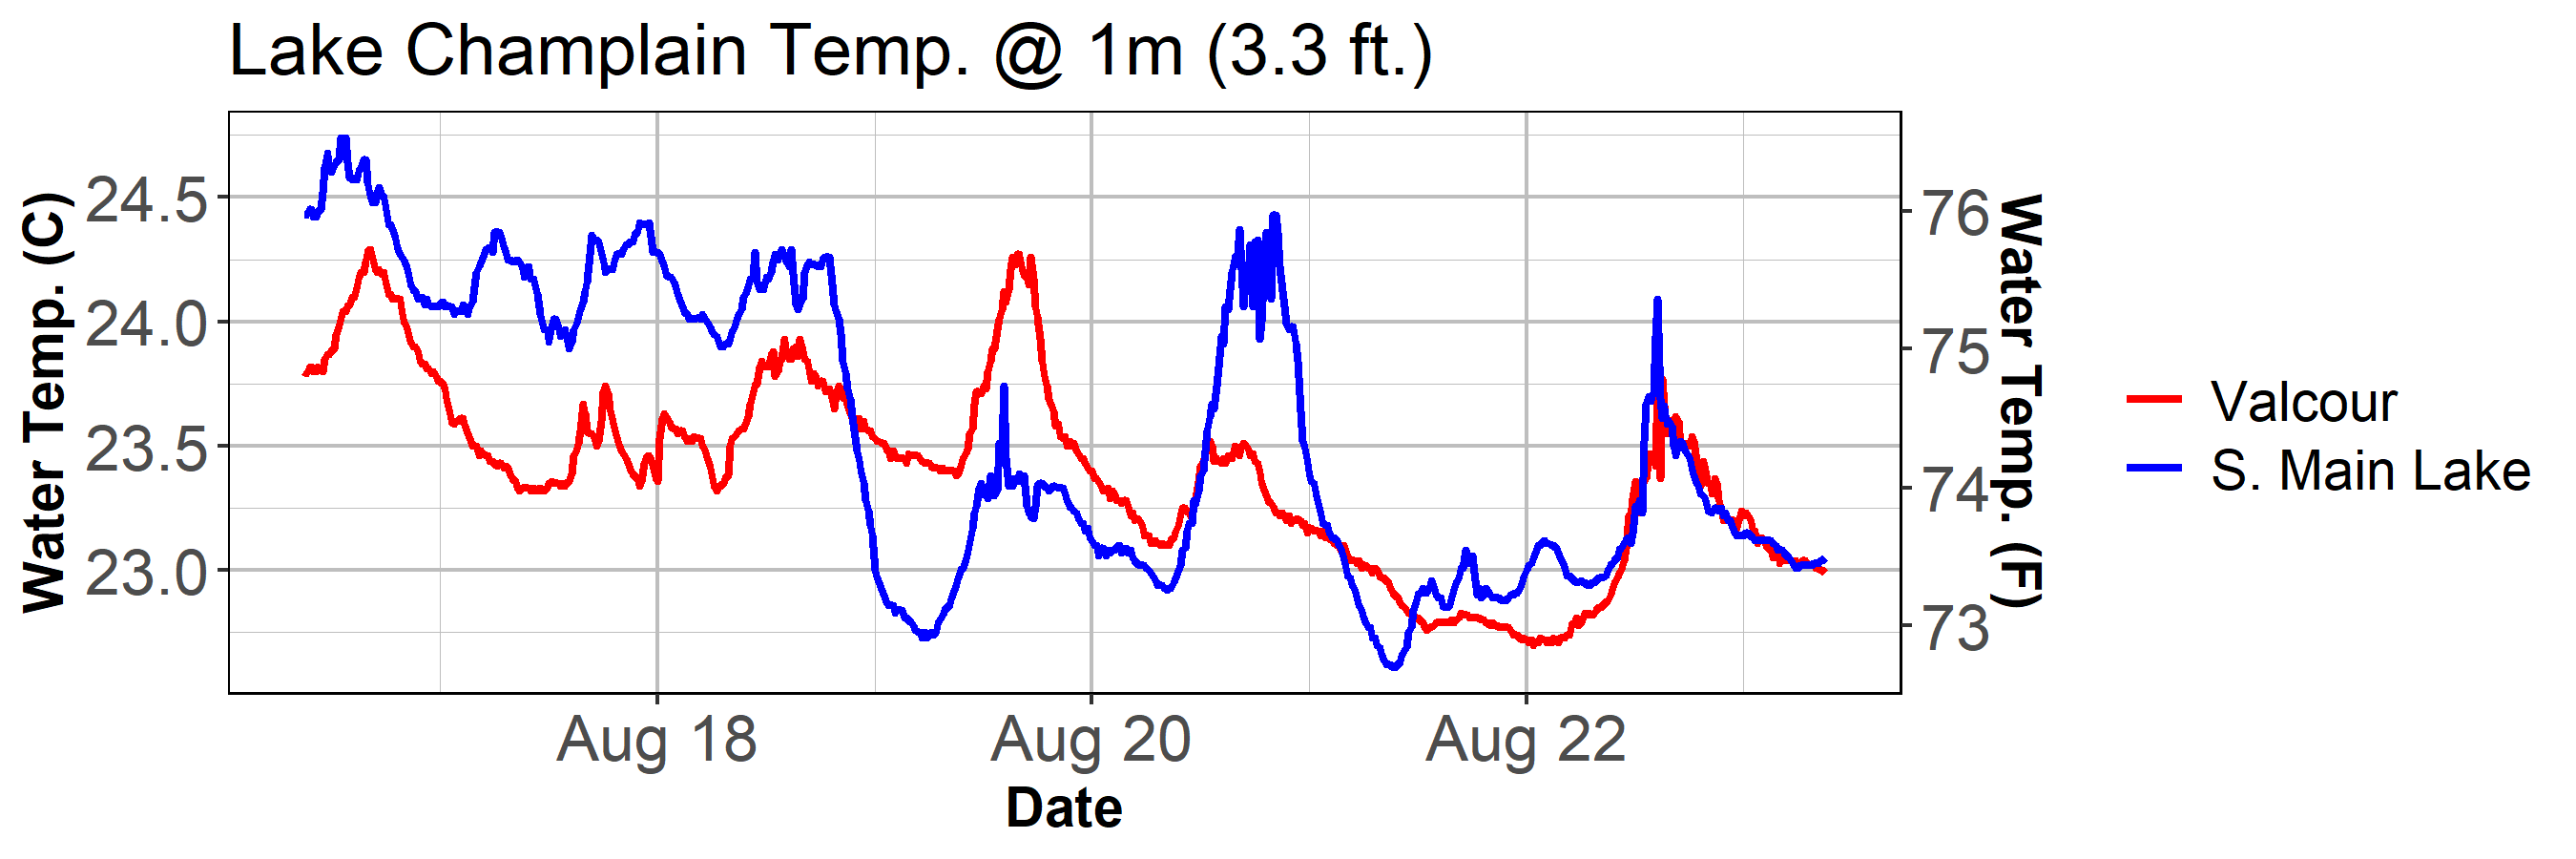 Lake Champlain Temp. @ 1m (3.3 ft.)
Water Temp. (C)
24.5
24.0
23.5
23.0
76
75
74
73
Water Temp. (F)
Aug 18
Aug 20
Aug 22
Date
Valcour
S. Main Lake